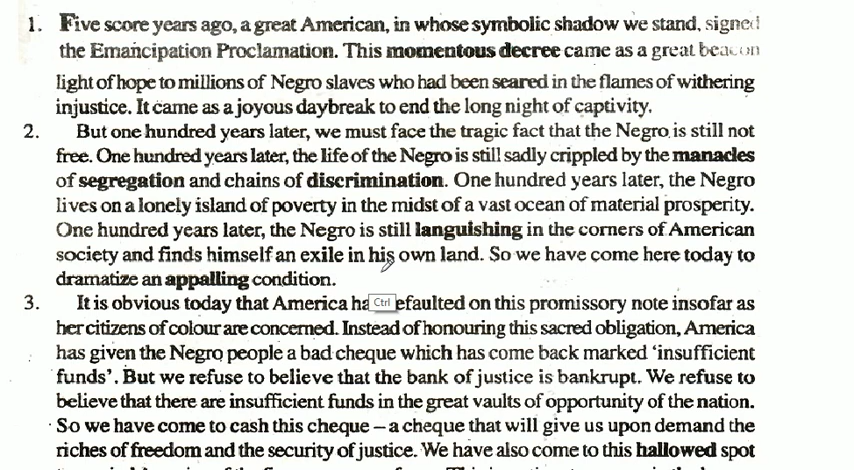 1. Five score years ago, a great American, in whose symbolic shadow we stand, signed
the Emancipation Proclamation. This momentous decree came as a great beacon
light of hope to millions of Negro slaves who had been seared in the flames of withering
injustice. It came as a joyous daybreak to end the long night of captivity.
2. But one hundred years later, we must face the tragic fact that the Negro is still not
free. One hundred years later, the life of the Negro is still sadly crippled by the manacles
of segregation and chains of discrimination. One hundred years later, the Negro
lives on a lonely island of poverty in the midst of a vast ocean of material prosperity.
One hundred years later, the Negro is still languishing in the corners of American
society and finds himself an exile in his own land. So we have come here today to
dramatize an appalling condition.
3. It is obvious today that America ha Ctrl efaulted on this promissory note insofar as
her citizens of colour are concerned. Instead of honouring this sacred obligation, America
has given the Negro people a bad cheque which has come back marked ‘insufficient
funds’. But we refuse to believe that the bank of justice is bankrupt. We refuse to
believe that there are insufficient funds in the great vaults of opportunity of the nation.
So we have come to cash this cheque – a cheque that will give us upon demand the
riches of freedom and the security of justice. We have also come to this hallowed spot